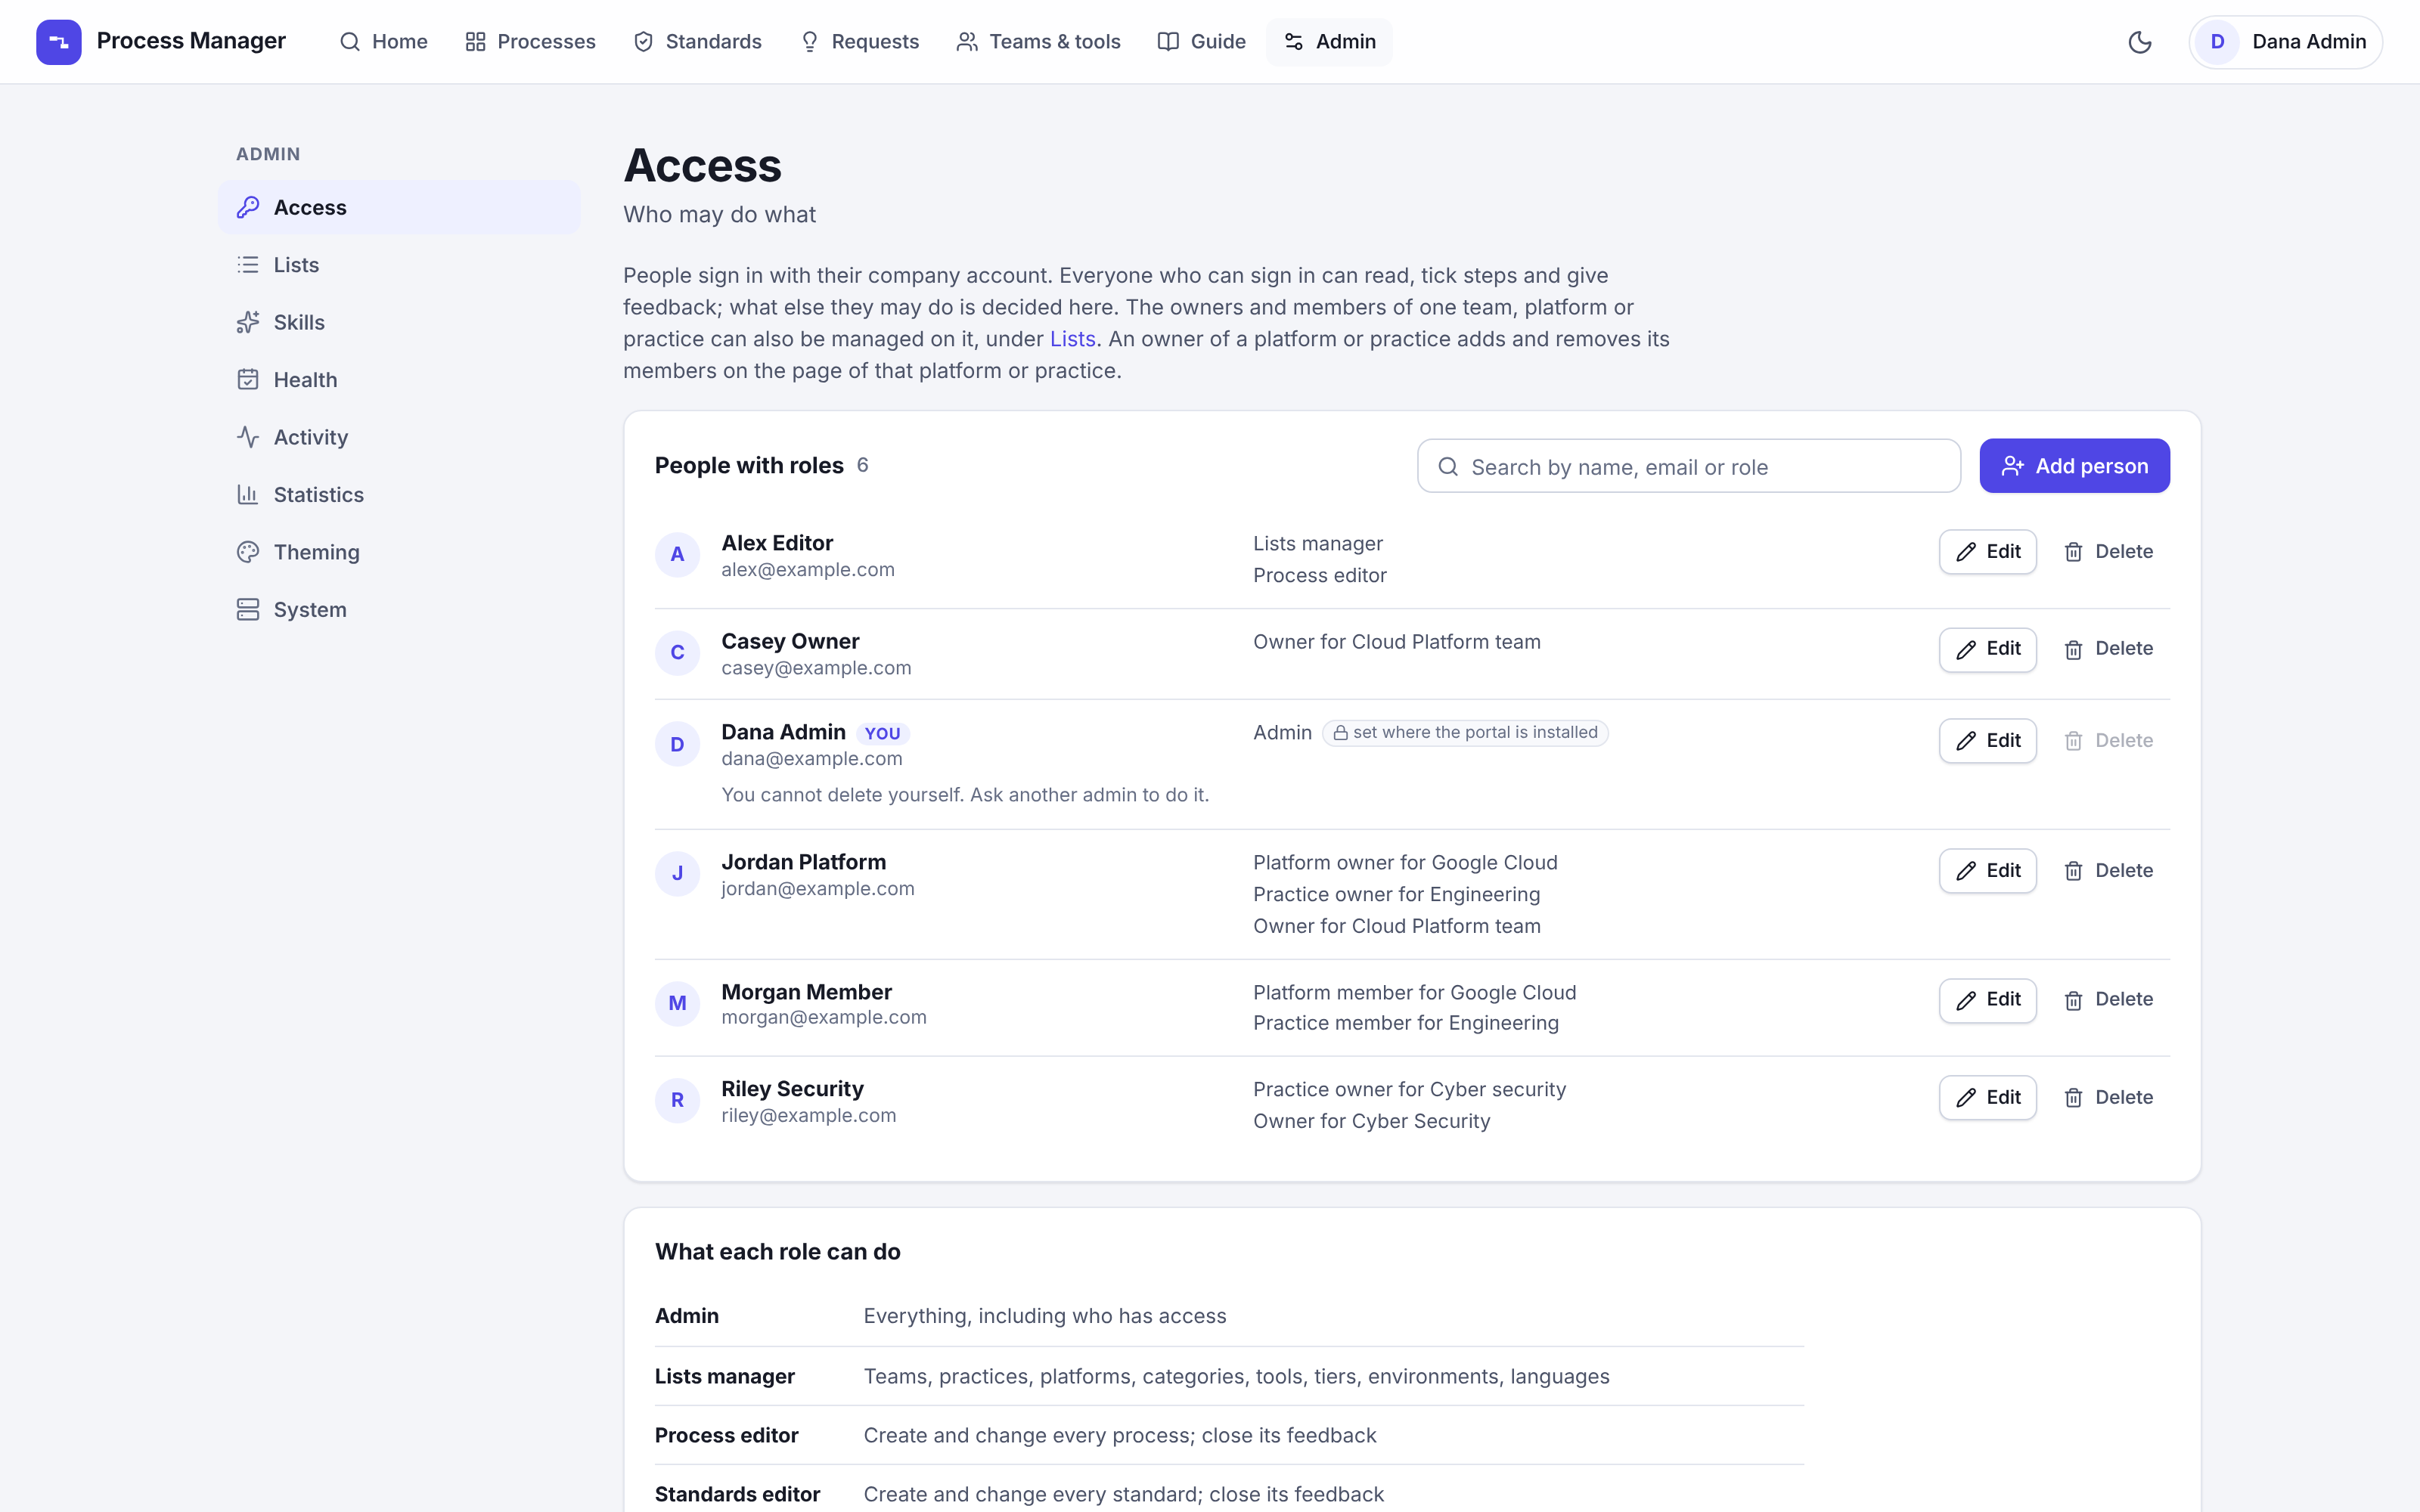 Process Manager
Home
Processes
Standards
Requests
Teams & tools
Guide
Admin
D
Dana Admin
ADMIN
Access
Lists
Skills
Health
Activity
Statistics
Theming
System
Access
Who may do what
People sign in with their company account. Everyone who can sign in can read, tick steps and give
feedback; what else they may do is decided here. The owners and members of one team, platform or
practice can also be managed on it, under Lists. An owner of a platform or practice adds and removes its
members on the page of that platform or practice.
People with roles 6
Search by name, email or role
Add person
A
Alex Editor
alex@example.com
Lists manager
Process editor
Edit
Delete
C
Casey Owner
casey@example.com
Owner for Cloud Platform team
Edit
Delete
D
Dana Admin YOU
dana@example.com
You cannot delete yourself. Ask another admin to do it.
Admin set where the portal is installed
Edit
Delete
J
Jordan Platform
jordan@example.com
Platform owner for Google Cloud
Practice owner for Engineering
Owner for Cloud Platform team
Edit
Delete
M
Morgan Member
morgan@example.com
Platform member for Google Cloud
Practice member for Engineering
Edit
Delete
R
Riley Security
riley@example.com
Practice owner for Cyber security
Owner for Cyber Security
Edit
Delete
What each role can do
Admin Everything, including who has access
Lists manager Teams, practices, platforms, categories, tools, tiers, environments, languages
Process editor Create and change every process; close its feedback
Standards editor Create and change every standard; close its feedback